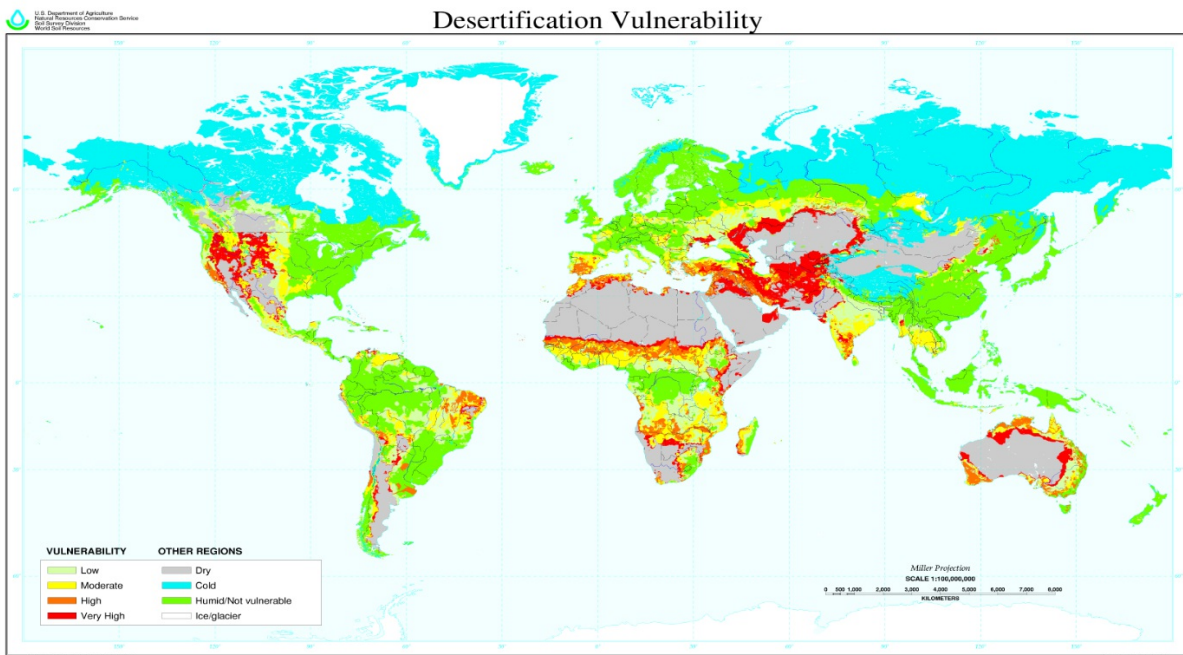 U.S. Department of Agriculture
Natural Resources Conservation Service
Soil Survey Division
World Soil Resources
Desertification Vulnerability
VULNERABILITY
Low
Moderate
High
Very High
OTHER REGIONS
Dry
Cold
Humid/Not vulnerable
Ice/glacier
Miller Projection
SCALE 1:100,000,000
0 500 1,000 2,000 3,000 4,000 5,000 6,000 7,000 8,000
KILOMETERS